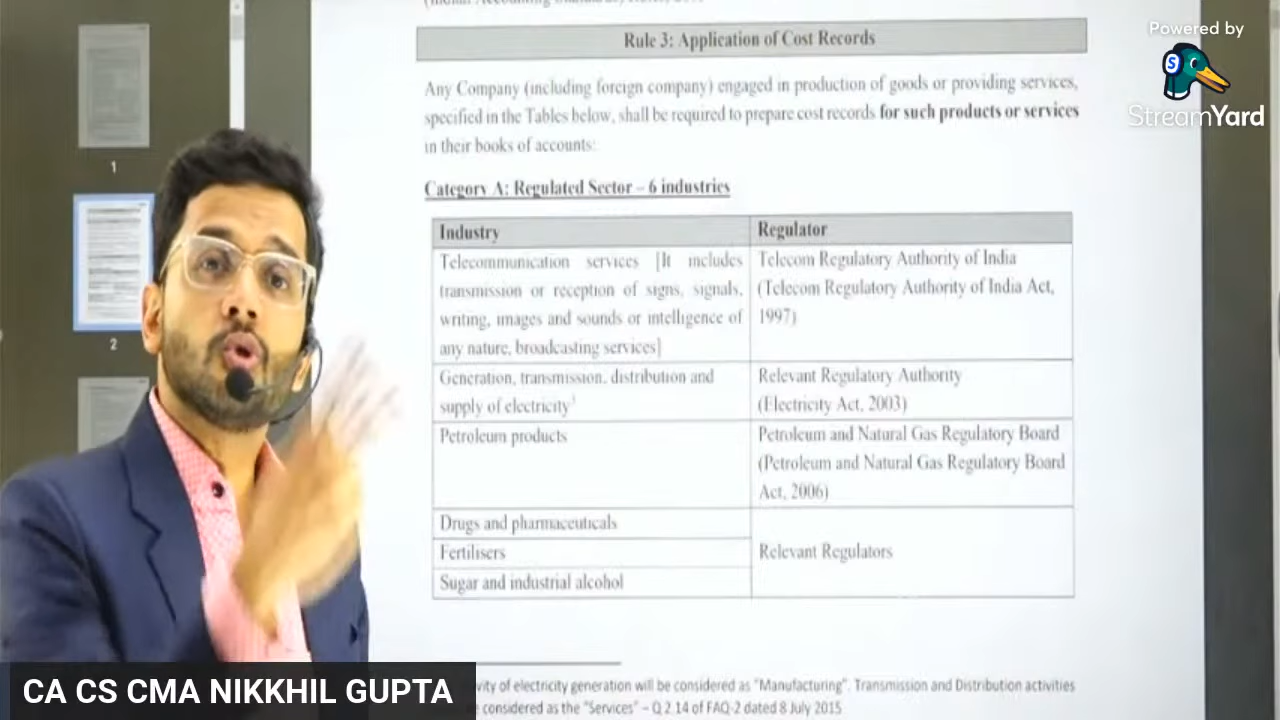 Powered by
StreamYard
Rule 3: Application of Cost Records
Any Company (including foreign company) engaged in production of goods or providing services,
specified in the Tables below, shall be required to prepare cost records for such products or services
in their books of accounts:
Category A: Regulated Sector – 6 industries
Industry
Regulator
Telecommunication services [It includes
transmission or reception of signs, signals,
writing, images and sounds or intelligence of
any nature, broadcasting services]
Telecom Regulatory Authority of India
(Telecom Regulatory Authority of India Act,
1997)
Generation, transmission, distribution and
supply of electricity¹
Relevant Regulatory Authority
(Electricity Act, 2003)
Petroleum products
Petroleum and Natural Gas Regulatory Board
(Petroleum and Natural Gas Regulatory Board
Act, 2006)
Drugs and pharmaceuticals
Fertilisers
Sugar and industrial alcohol
Relevant Regulators
of electricity generation will be considered as "Manufacturing". Transmission and Distribution activities
considered as the "Services" – Q 2.14 of FAQ-2 dated 8 July 2015
1
2
CA CS CMA NIKKHIL GUPTA